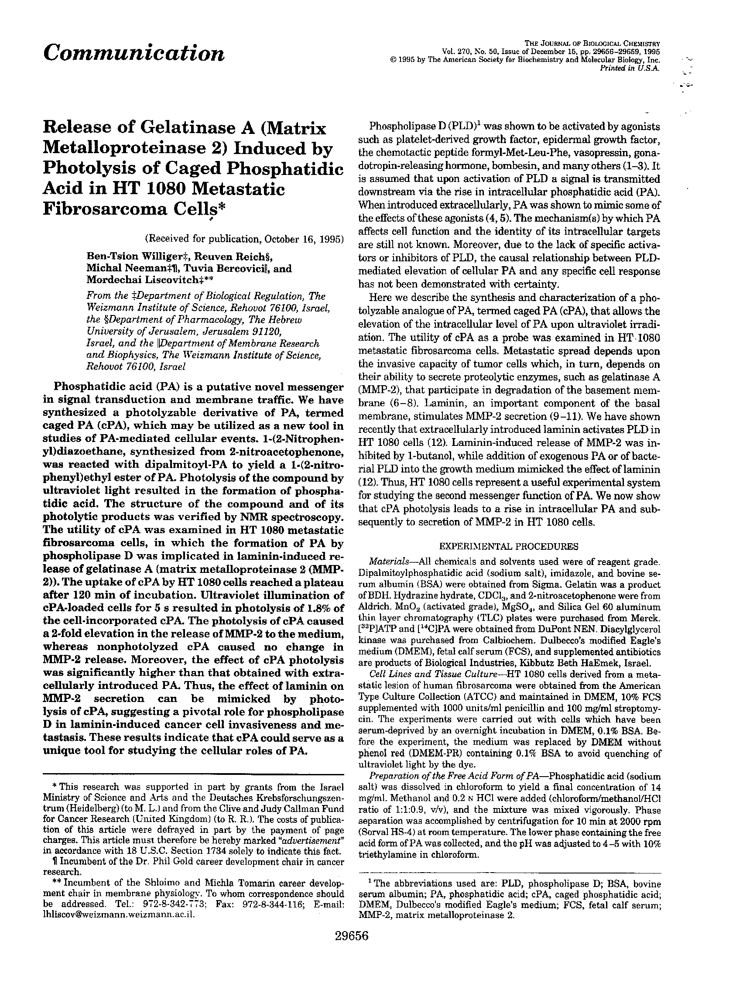 Communication
THE JOURNAL OF BIOLOGICAL CHEMISTRY
Vol. 270, No. 50, Issue of December 15, pp. 29656–29659, 1995
© 1995 by The American Society for Biochemistry and Molecular Biology, Inc.
Printed in U.S.A.
Release of Gelatinase A (Matrix
Metalloproteinase 2) Induced by
Photolysis of Caged Phosphatidic
Acid in HT 1080 Metastatic
Fibrosarcoma Cells*
(Received for publication, October 16, 1995)
Ben-Tsion Williger‡, Reuven Reich§,
Michal Neeman‡¶, Tuvia Bercovici‖, and
Mordechai Liscovitch‡**
From the ‡Department of Biological Regulation, The
Weizmann Institute of Science, Rehovot 76100, Israel,
the §Department of Pharmacology, The Hebrew
University of Jerusalem, Jerusalem 91120,
Israel, and the ‖Department of Membrane Research
and Biophysics, The Weizmann Institute of Science,
Rehovot 76100, Israel
Phosphatidic acid (PA) is a putative novel messenger
in signal transduction and membrane traffic. We have
synthesized a photolyzable derivative of PA, termed
caged PA (cPA), which may be utilized as a new tool in
studies of PA-mediated cellular events. 1-(2-Nitrophen-
yl)diazoethane, synthesized from 2-nitroacetophenone,
was reacted with dipalmitoyl-PA to yield a 1-(2-nitro-
phenyl)ethyl ester of PA. Photolysis of the compound by
ultraviolet light resulted in the formation of phospha-
tidic acid. The structure of the compound and of its
photolytic products was verified by NMR spectroscopy.
The utility of cPA was examined in HT 1080 metastatic
fibrosarcoma cells, in which the formation of PA by
phospholipase D was implicated in laminin-induced re-
lease of gelatinase A (matrix metalloproteinase 2 (MMP-
2)). The uptake of cPA by HT 1080 cells reached a plateau
after 120 min of incubation. Ultraviolet illumination of
cPA-loaded cells for 5 s resulted in photolysis of 1.8% of
the cell-incorporated cPA. The photolysis of cPA caused
a 2-fold elevation in the release of MMP-2 to the medium,
whereas nonphotolyzed cPA caused no change in
MMP-2 release. Moreover, the effect of cPA photolysis
was significantly higher than that obtained with extra-
cellularly introduced PA. Thus, the effect of laminin on
MMP-2 secretion can be mimicked by photo-
lysis of cPA, suggesting a pivotal role for phospholipase
D in laminin-induced cancer cell invasiveness and me-
tastasis. These results indicate that cPA could serve as a
unique tool for studying the cellular roles of PA.
* This research was supported in part by grants from the Israel
Ministry of Science and Arts and the Deutsches Krebsforschungszen-
trum (Heidelberg) (to M. L.) and from the Clive and Judy Callman Fund
for Cancer Research (United Kingdom) (to R. R.). The costs of publica-
tion of this article were defrayed in part by the payment of page
charges. This article must therefore be hereby marked "advertisement"
in accordance with 18 U.S.C. Section 1734 solely to indicate this fact.
¶ Incumbent of the Dr. Phil Gold career development chair in cancer
research.
** Incumbent of the Shloimo and Michla Tomarin career develop-
ment chair in membrane physiology. To whom correspondence should
be addressed. Tel.: 972-8-342-773; Fax: 972-8-344-116; E-mail:
lhliscov@weizmann.weizmann.ac.il.
Phospholipase D (PLD)¹ was shown to be activated by agonists
such as platelet-derived growth factor, epidermal growth factor,
the chemotactic peptide formyl-Met-Leu-Phe, vasopressin, gona-
dotropin-releasing hormone, bombesin, and many others (1–3). It
is assumed that upon activation of PLD a signal is transmitted
downstream via the rise in intracellular phosphatidic acid (PA).
When introduced extracellularly, PA was shown to mimic some of
the effects of these agonists (4, 5). The mechanism(s) by which PA
affects cell function and the identity of its intracellular targets
are still not known. Moreover, due to the lack of specific activa-
tors or inhibitors of PLD, the causal relationship between PLD-
mediated elevation of cellular PA and any specific cell response
has not been demonstrated with certainty.
Here we describe the synthesis and characterization of a pho-
tolyzable analogue of PA, termed caged PA (cPA), that allows the
elevation of the intracellular level of PA upon ultraviolet irradi-
ation. The utility of cPA as a probe was examined in HT 1080
metastatic fibrosarcoma cells. Metastatic spread depends upon
the invasive capacity of tumor cells which, in turn, depends on
their ability to secrete proteolytic enzymes, such as gelatinase A
(MMP-2), that participate in degradation of the basement mem-
brane (6–8). Laminin, an important component of the basal
membrane, stimulates MMP-2 secretion (9–11). We have shown
recently that extracellularly introduced laminin activates PLD in
HT 1080 cells (12). Laminin-induced release of MMP-2 was in-
hibited by 1-butanol, while addition of exogenous PA or of bacte-
rial PLD into the growth medium mimicked the effect of laminin
(12). Thus, HT 1080 cells represent a useful experimental system
for studying the second messenger function of PA. We now show
that cPA photolysis leads to a rise in intracellular PA and sub-
sequently to secretion of MMP-2 in HT 1080 cells.
EXPERIMENTAL PROCEDURES
Materials—All chemicals and solvents used were of reagent grade.
Dipalmitoylphosphatidic acid (sodium salt), imidazole, and bovine se-
rum albumin (BSA) were obtained from Sigma. Gelatin was a product
of BDH. Hydrazine hydrate, CDCl₃, and 2-nitroacetophenone were from
Aldrich. MnO₂ (activated grade), MgSO₄, and Silica Gel 60 aluminum
thin layer chromatography (TLC) plates were purchased from Merck.
[³²P]ATP and [¹⁴C]PA were obtained from DuPont NEN. Diacylglycerol
kinase was purchased from Calbiochem. Dulbecco's modified Eagle's
medium (DMEM), fetal calf serum (FCS), and supplemented antibiotics
are products of Biological Industries, Kibbutz Beth HaEmek, Israel.
Cell Lines and Tissue Culture—HT 1080 cells derived from a meta-
static lesion of human fibrosarcoma were obtained from the American
Type Culture Collection (ATCC) and maintained in DMEM, 10% FCS
supplemented with 1000 units/ml penicillin and 100 mg/ml streptomy-
cin. The experiments were carried out with cells which have been
serum-deprived by an overnight incubation in DMEM, 0.1% BSA. Be-
fore the experiment, the medium was replaced by DMEM without
phenol red (DMEM-PR) containing 0.1% BSA to avoid quenching of
ultraviolet light by the dye.
Preparation of the Free Acid Form of PA—Phosphatidic acid (sodium
salt) was dissolved in chloroform to yield a final concentration of 14
mg/ml. Methanol and 0.2 N HCl were added (chloroform/methanol/HCl
ratio of 1:1:0.9, v/v), and the mixture was mixed vigorously. Phase
separation was accomplished by centrifugation for 10 min at 2000 rpm
(Sorval HS-4) at room temperature. The lower phase containing the free
acid form of PA was collected, and the pH was adjusted to 4–5 with 10%
triethylamine in chloroform.
¹ The abbreviations used are: PLD, phospholipase D; BSA, bovine
serum albumin; PA, phosphatidic acid; cPA, caged phosphatidic acid;
DMEM, Dulbecco's modified Eagle's medium; FCS, fetal calf serum;
MMP-2, matrix metalloproteinase 2.
29656